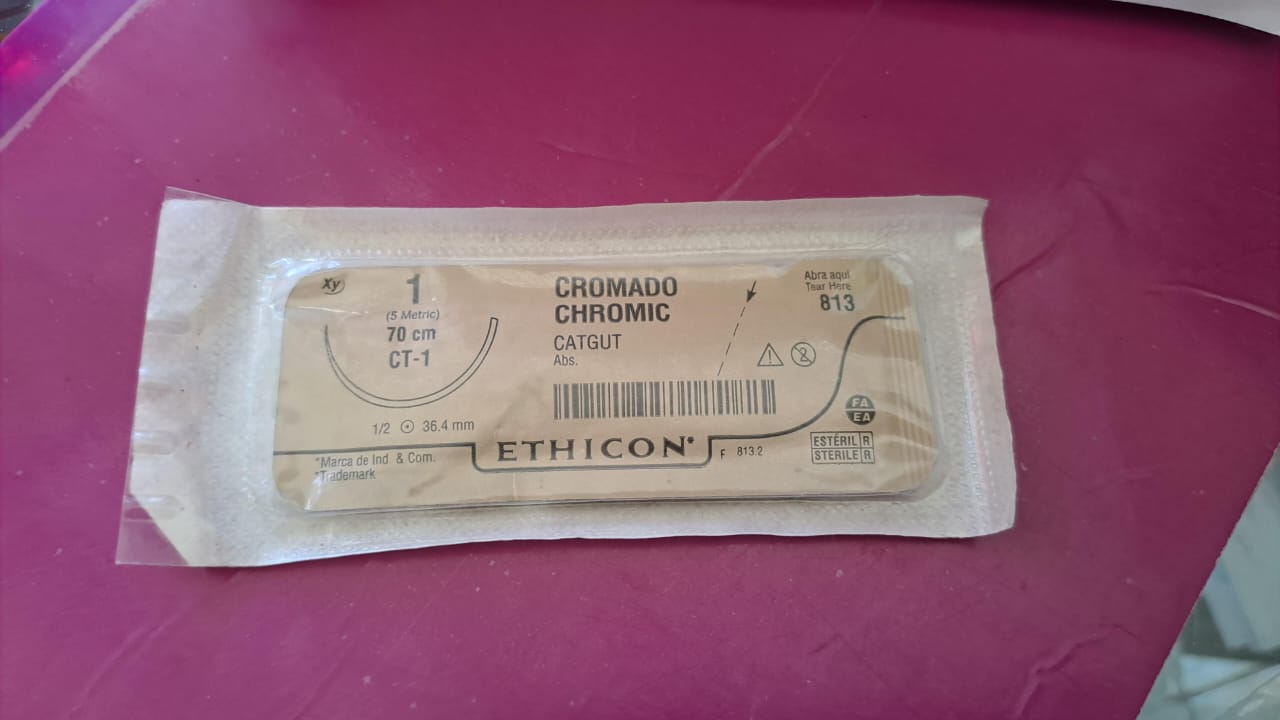 Xy
1
(5 Metric)
70 cm
CT-1
1/2 36.4 mm
*Marca de Ind. & Com.
*Trademark
CROMADO
CHROMIC
CATGUT
Abs.
ETHICON*
F 813.2
Abra aquí
Tear Here
813
2
FA
EA
ESTÉRIL R
STERILE R